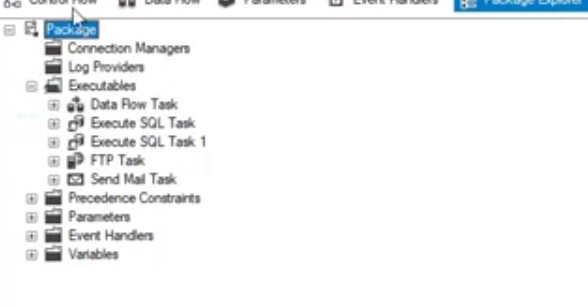 Control Flow Data Flow Parameters Event Handlers Package Explorer
Package
Connection Managers
Log Providers
Executables
Data Flow Task
Execute SQL Task
Execute SQL Task 1
FTP Task
Send Mail Task
Precedence Constraints
Parameters
Event Handlers
Variables